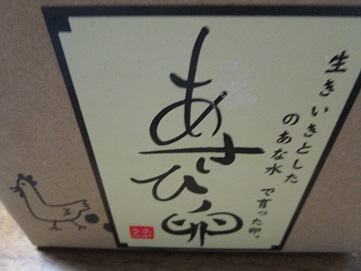 生きいきとした
のあな水で育った卵。
あさひの卵